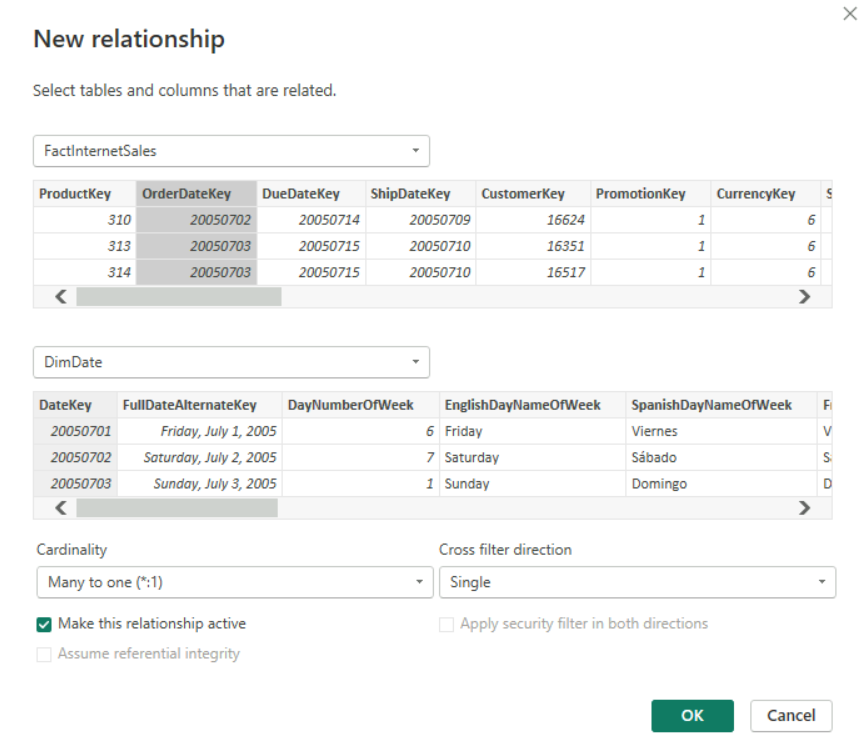 New relationship
Select tables and columns that are related.
FactInternetSales
ProductKey OrderDateKey DueDateKey ShipDateKey CustomerKey PromotionKey CurrencyKey S
310 20050702 20050714 20050709 16624 1 6
313 20050703 20050715 20050710 16351 1 6
314 20050703 20050715 20050710 16517 1 6
DimDate
DateKey FullDateAlternateKey DayNumberOfWeek EnglishDayNameOfWeek SpanishDayNameOfWeek
20050701 Friday, July 1, 2005 6 Friday Viernes V
20050702 Saturday, July 2, 2005 7 Saturday Sábado
20050703 Sunday, July 3, 2005 1 Sunday Domingo D
Cardinality Cross filter direction
Many to one (*:1) Single
Make this relationship active Apply security filter in both directions
Assume referential integrity
OK Cancel